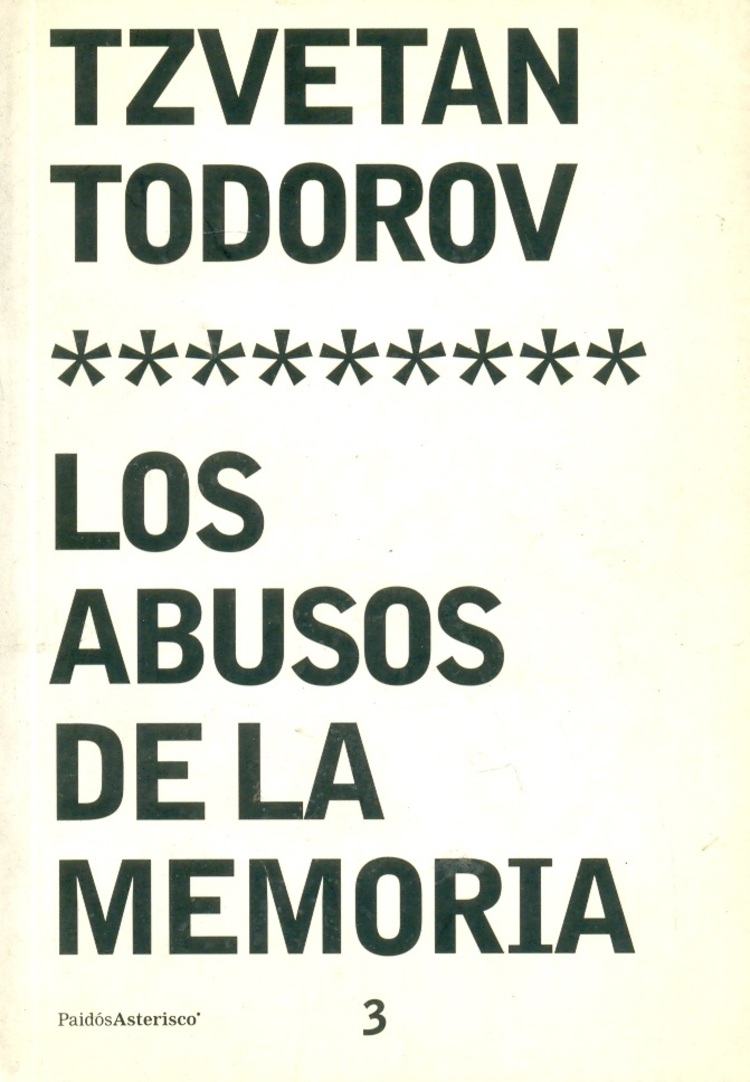 TZVETAN
TODOROV
*********
LOS
ABUSOS
DE LA
MEMORIA
PaidósAsterisco*
3